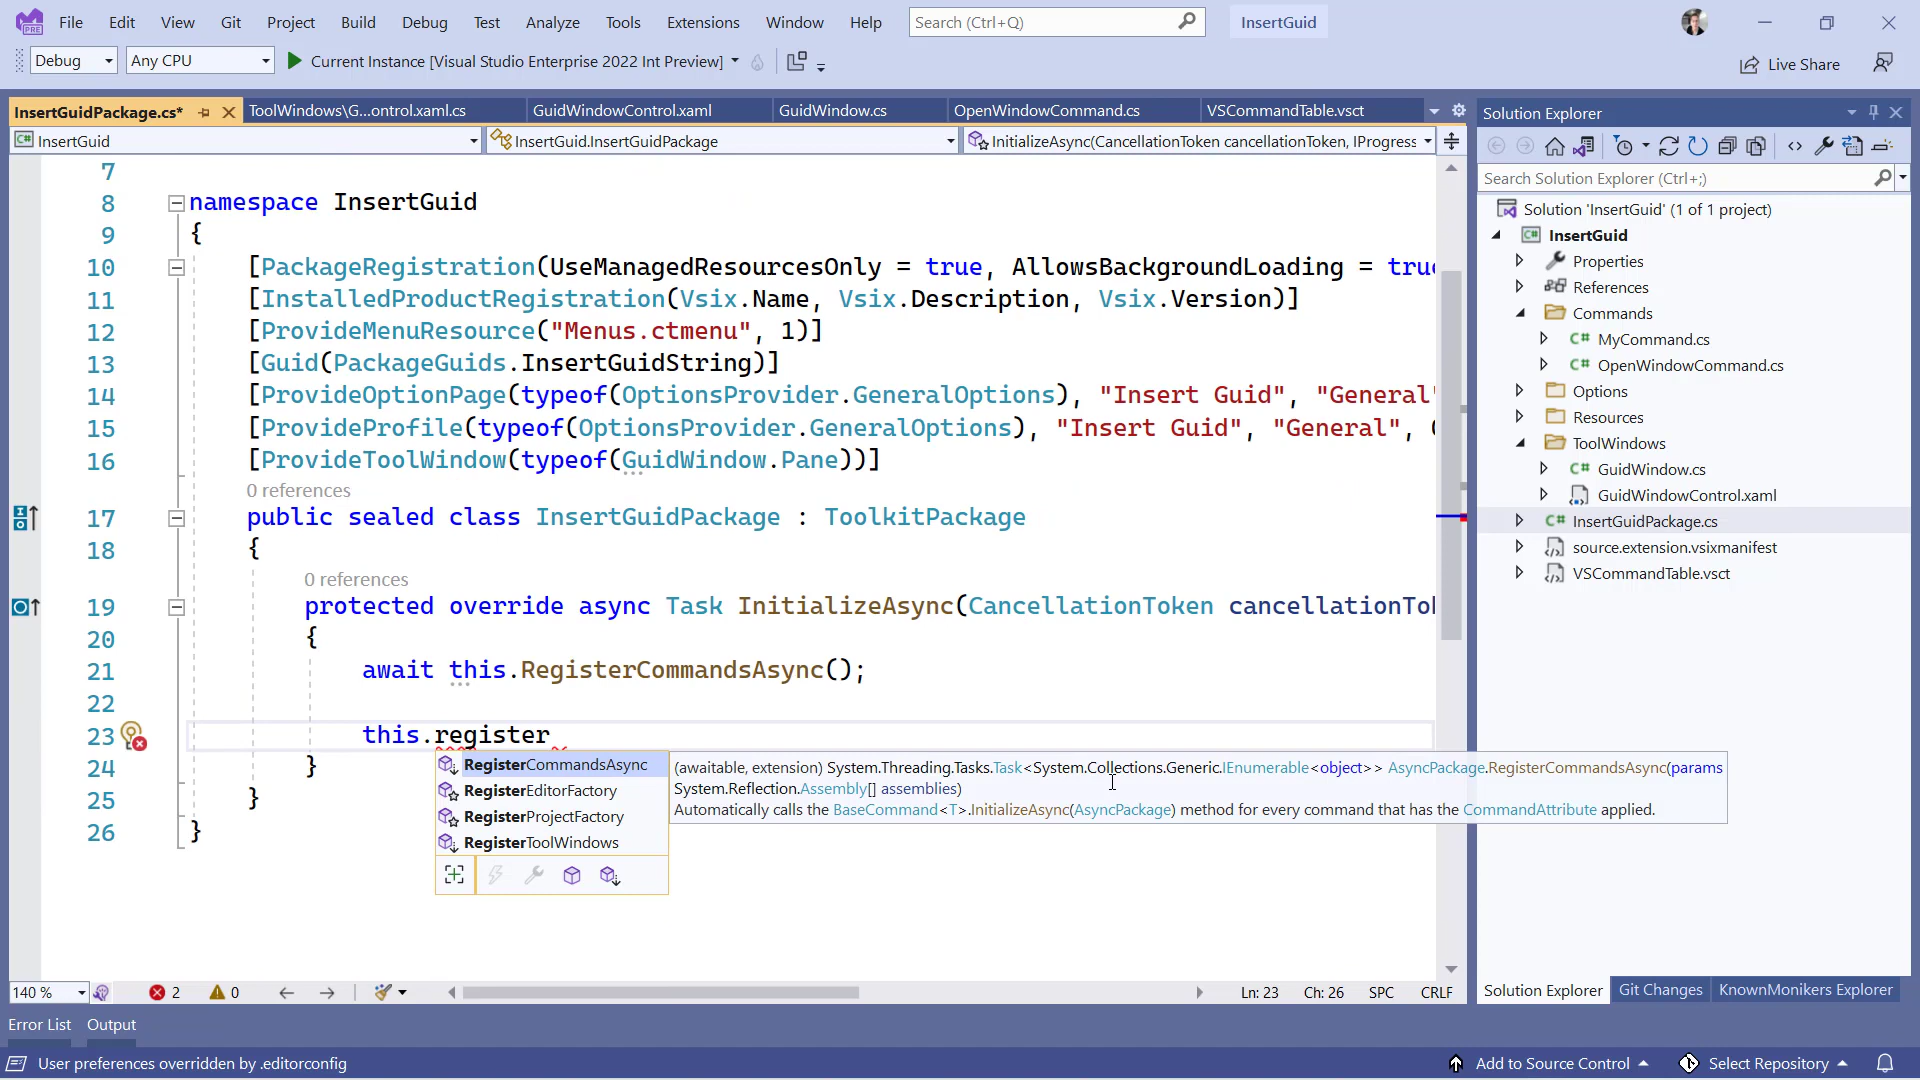 File Edit View Git Project Build Debug Test Analyze Tools Extensions Window Help Search (Ctrl+Q) InsertGuid
Debug Any CPU Current Instance [Visual Studio Enterprise 2022 Int Preview] Live Share
InsertGuidPackage.cs* ToolWindows\G...ontrol.xaml.cs GuidWindowControl.xaml GuidWindow.cs OpenWindowCommand.cs VSCommandTable.vsct
InsertGuid InsertGuid.InsertGuidPackage InitializeAsync(CancellationToken cancellationToken, IProgress
7
8 namespace InsertGuid
9 {
10 [PackageRegistration(UseManagedResourcesOnly = true, AllowsBackgroundLoading = true
11 [InstalledProductRegistration(Vsix.Name, Vsix.Description, Vsix.Version)]
12 [ProvideMenuResource("Menus.ctmenu", 1)]
13 [Guid(PackageGuids.InsertGuidString)]
14 [ProvideOptionPage(typeof(OptionsProvider.GeneralOptions), "Insert Guid", "General"
15 [ProvideProfile(typeof(OptionsProvider.GeneralOptions), "Insert Guid", "General",
16 [ProvideToolWindow(typeof(GuidWindow.Pane))]
0 references
17 public sealed class InsertGuidPackage : ToolkitPackage
18 {
0 references
19 protected override async Task InitializeAsync(CancellationToken cancellationTok
20 {
21 await this.RegisterCommandsAsync();
22
23 this.register
24 }
25 }
26 }
RegisterCommandsAsync
RegisterEditorFactory
RegisterProjectFactory
RegisterToolWindows
(awaitable, extension) System.Threading.Tasks.Task<System.Collections.Generic.IEnumerable<object>> AsyncPackage.RegisterCommandsAsync(params
System.Reflection.Assembly[] assemblies)
Automatically calls the BaseCommand<T>.InitializeAsync(AsyncPackage) method for every command that has the CommandAttribute applied.
140 % 2 0 Ln: 23 Ch: 26 SPC CRLF
Solution Explorer
Search Solution Explorer (Ctrl+;)
Solution 'InsertGuid' (1 of 1 project)
InsertGuid
Properties
References
Commands
MyCommand.cs
OpenWindowCommand.cs
Options
Resources
ToolWindows
GuidWindow.cs
GuidWindowControl.xaml
InsertGuidPackage.cs
source.extension.vsixmanifest
VSCommandTable.vsct
Solution Explorer Git Changes KnownMonikers Explorer
Error List Output
User preferences overridden by .editorconfig Add to Source Control Select Repository